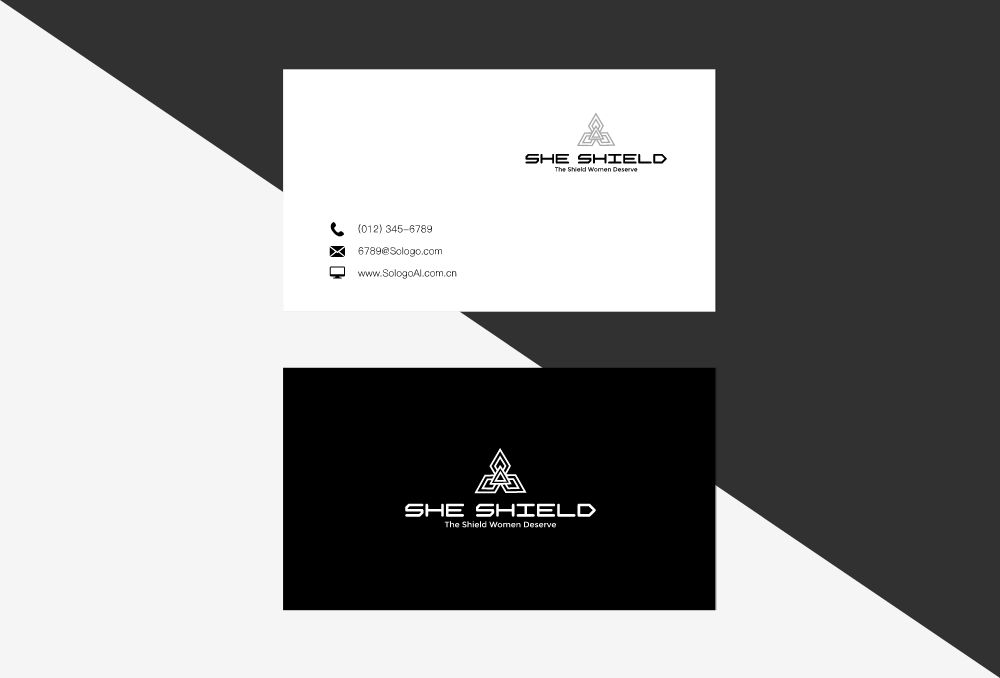 SHE SHIELD
The Shield Women Deserve
(012) 345-6789
6789@Sologo.com
www.SologoAI.com.cn
SHE SHIELD
The Shield Women Deserve